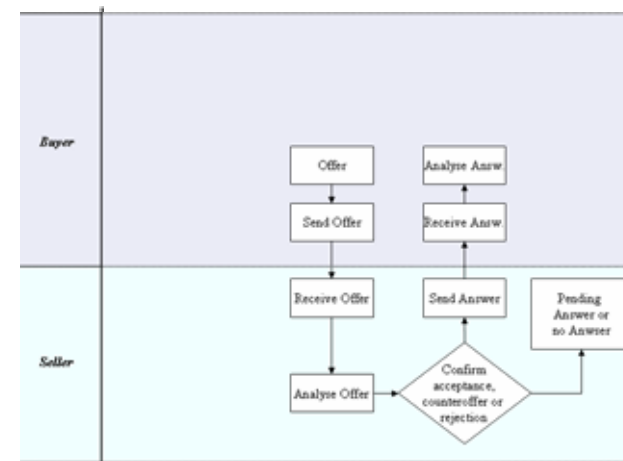 Buyer
Offer
Analyse Answ.
Send Offer
Receive Answ.
Receive Offer
Send Answer
Pending
Answer or
no Anwser
Seller
Analyse Offer
Confirm
acceptance,
counteroffer or
rejection